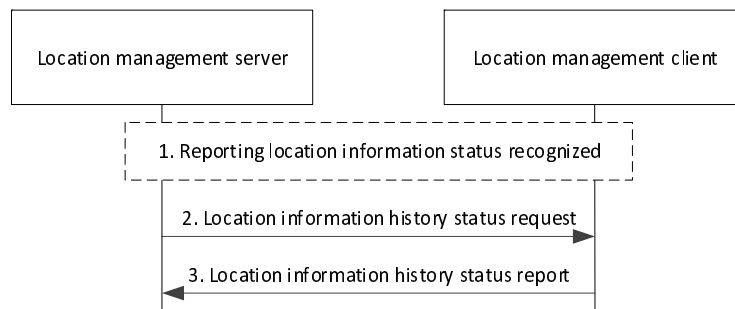 Location management server
Location management client
1. Reporting location information status recognized
2. Location information history status request
3. Location information history status report